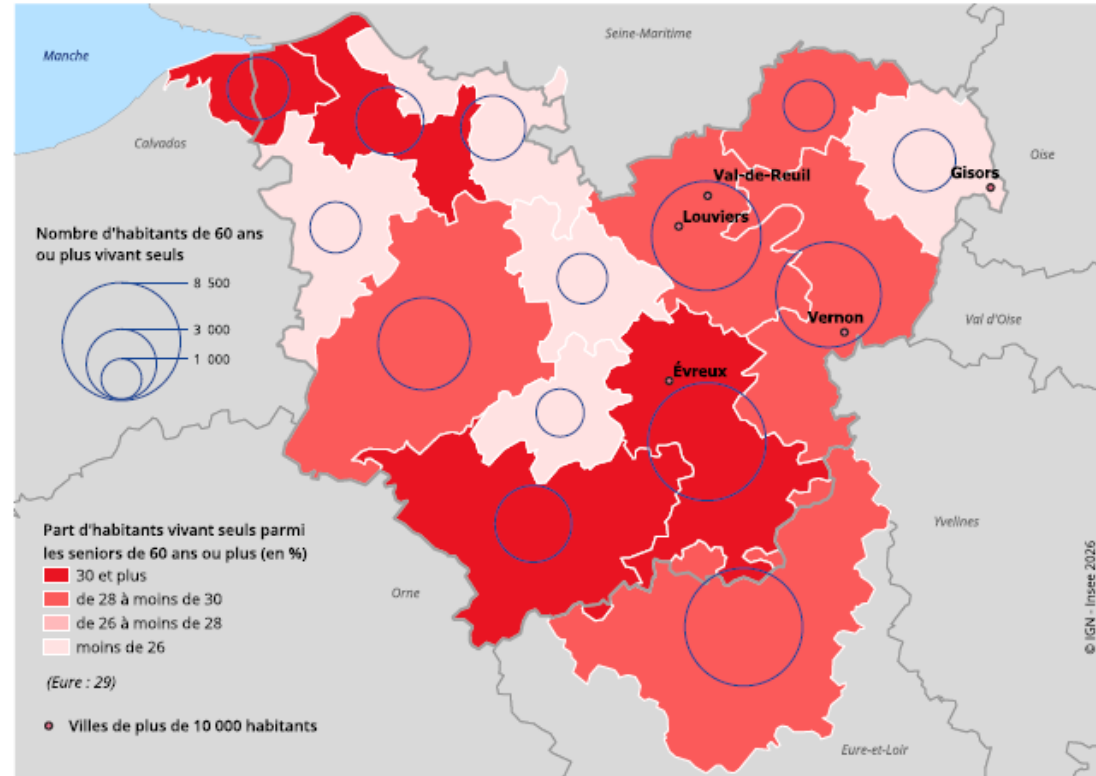 Manche
Seine-Maritime
Calvados
Oise
Val-de-Reuil
Gisors
Louviers
Nombre d'habitants de 60 ans
ou plus vivant seuls
8 500
3 000
1 000
Vernon
Val d'Oise
Évreux
Part d'habitants vivant seuls parmi
les seniors de 60 ans ou plus (en %)
30 et plus
de 28 à moins de 30
de 26 à moins de 28
moins de 26
(Eure : 29)
Villes de plus de 10 000 habitants
Orne
Yvelines
Eure-et-Loir
© IGN - Insee 2026